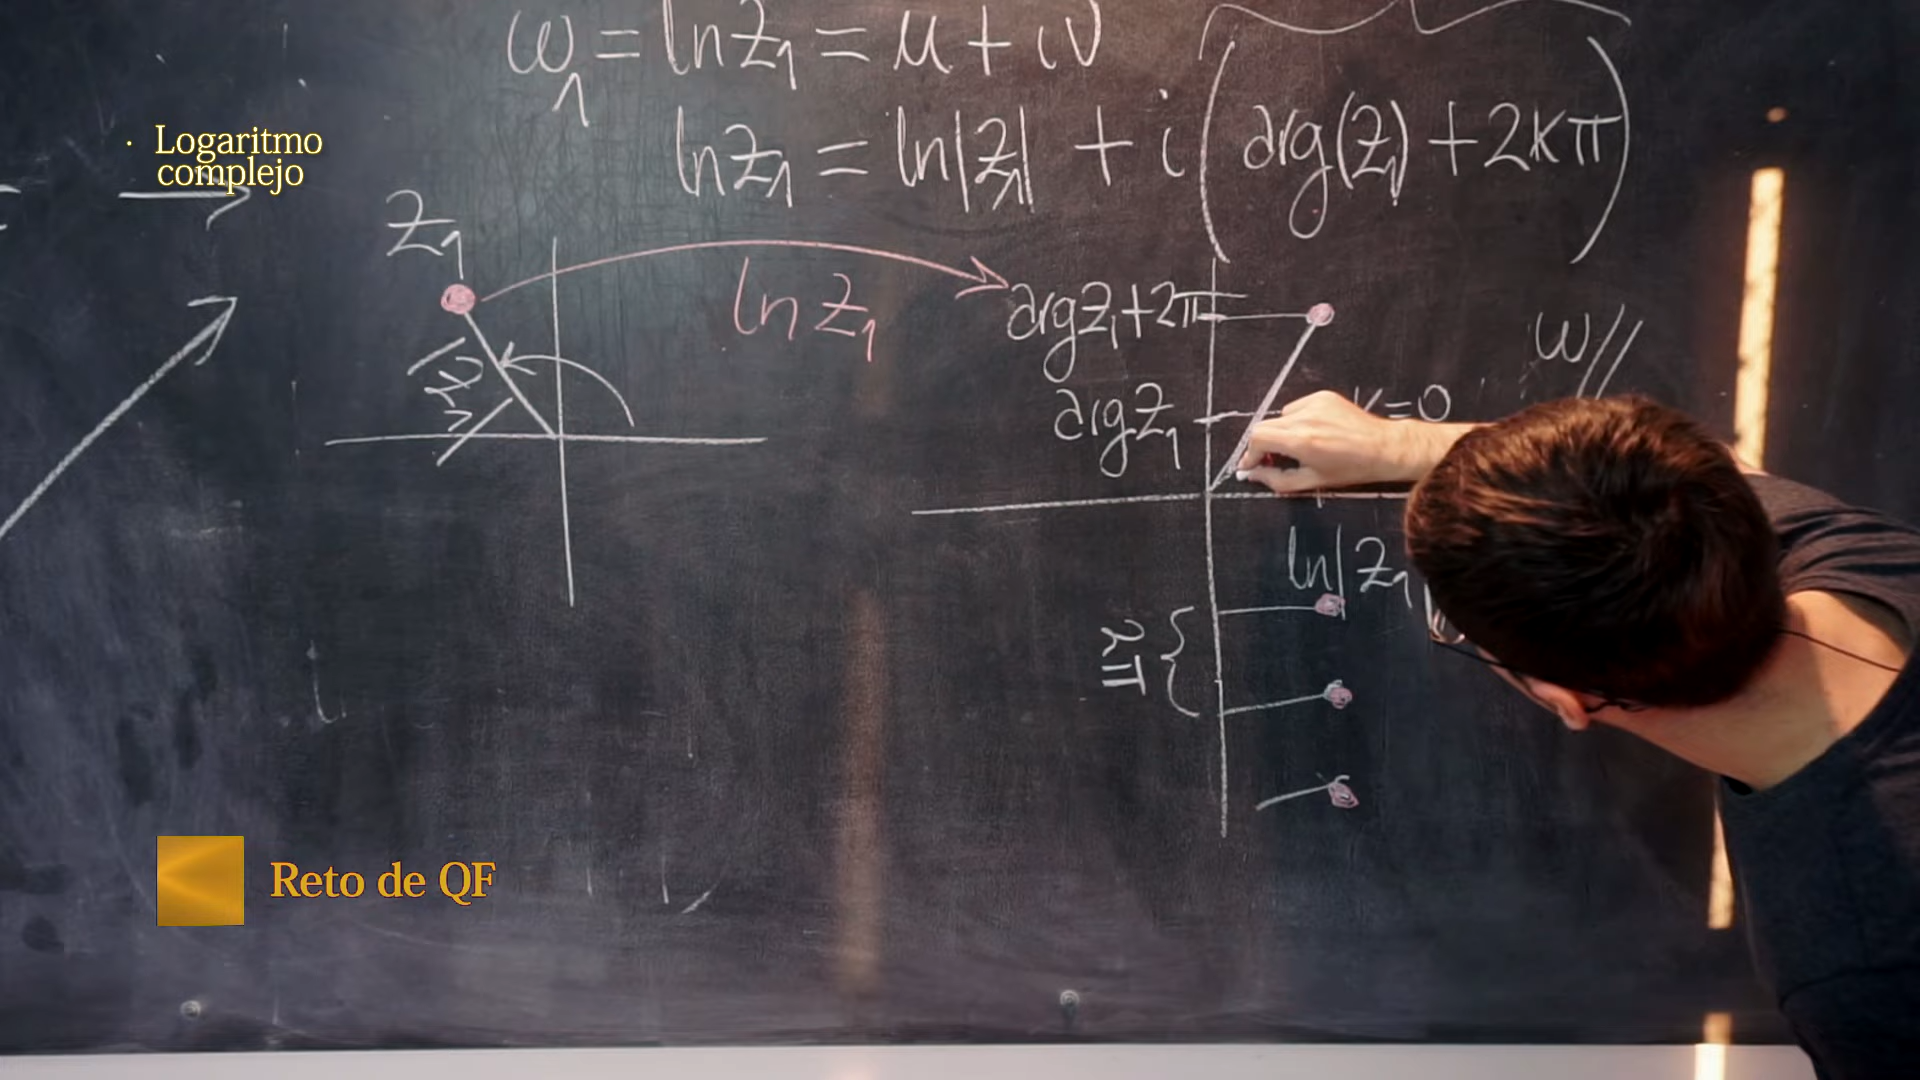 ω₁ = ln z₁ = u + iv
ln z₁ = ln|z₁| + i (arg(z₁) + 2kπ)
· Logaritmo
complejo
z₁
ln z₁
|z₁|
arg z₁ + 2π
ω//
arg z₁
k=0
ln|z₁
2π
Reto de QF